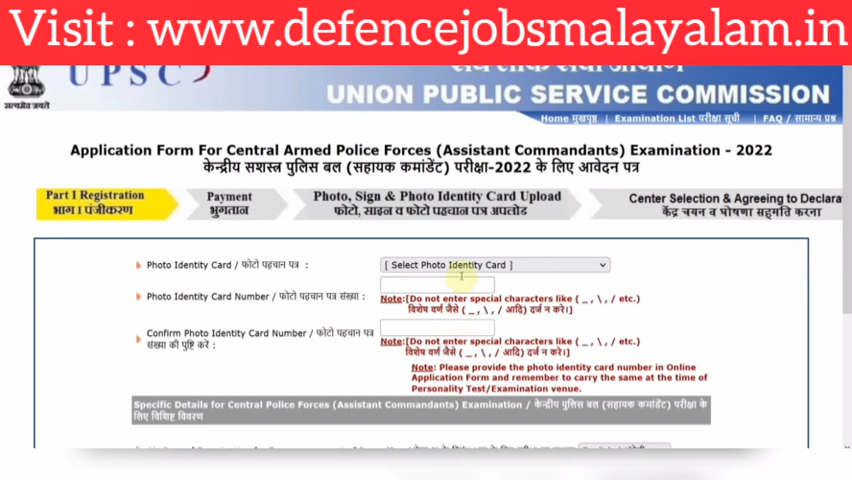 Visit : www.defencejobsmalayalam.in
UPSC
सत्यमेव जयते
UNION PUBLIC SERVICE COMMISSION
Home मुखपृष्ठ | Examination List परीक्षा सूची | FAQ / सामान्य प्रश्न
Application Form For Central Armed Police Forces (Assistant Commandants) Examination - 2022
केन्द्रीय सशस्त्र पुलिस बल (सहायक कमांडेंट) परीक्षा-2022 के लिए आवेदन पत्र
Part I Registration
भाग I पंजीकरण
Payment
भुगतान
Photo, Sign & Photo Identity Card Upload
फोटो, साइन व फोटो पहचान पत्र अपलोड
Center Selection & Agreeing to Declara
केंद्र चयन व घोषणा सहमति करना
Photo Identity Card / फोटो पहचान पत्र :
[ Select Photo Identity Card ]
Photo Identity Card Number / फोटो पहचान पत्र संख्या :
Note:[Do not enter special characters like ( _ , \ , / etc.)
विशेष वर्ण जैसे ( _ , \ , / आदि) दर्ज न करे।]
Confirm Photo Identity Card Number / फोटो पहचान पत्र
संख्या की पुष्टि करे :
Note:[Do not enter special characters like ( _ , \ , / etc.)
विशेष वर्ण जैसे ( _ , \ , / आदि) दर्ज न करे।]
Note: Please provide the photo identity card number in Online
Application Form and remember to carry the same at the time of
Personality Test/Examination venue.
Specific Details for Central Police Forces (Assistant Commandants) Examination / केन्द्रीय पुलिस बल (सहायक कमांडेंट) परीक्षा के
लिए विशिष्ट विवरण